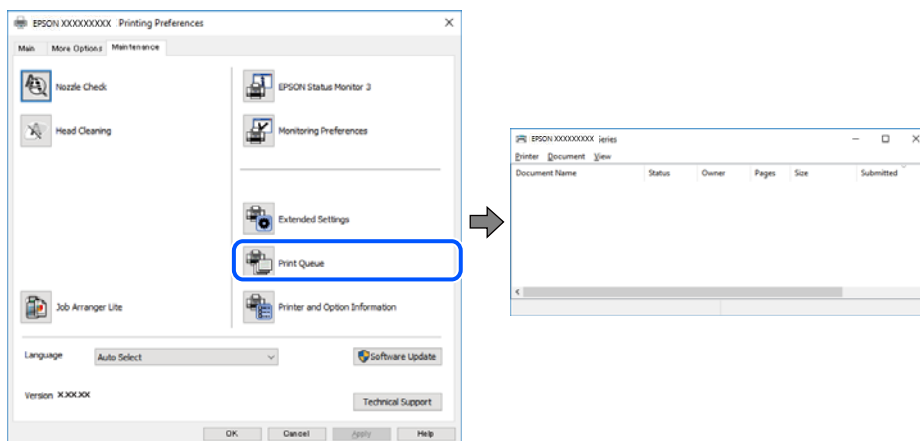 EPSON XXXXXXXXX Printing Preferences
Main More Options Maintenance
Nozzle Check
EPSON Status Monitor 3
Head Cleaning
Monitoring Preferences
Extended Settings
Print Queue
Job Arranger Lite
Printer and Option Information
Language Auto Select Software Update
Version X.XX.XX
Technical Support
OK Cancel Apply Help
EPSON XXXXXXXXX ieries
Printer Document View
Document Name Status Owner Pages Size Submitted